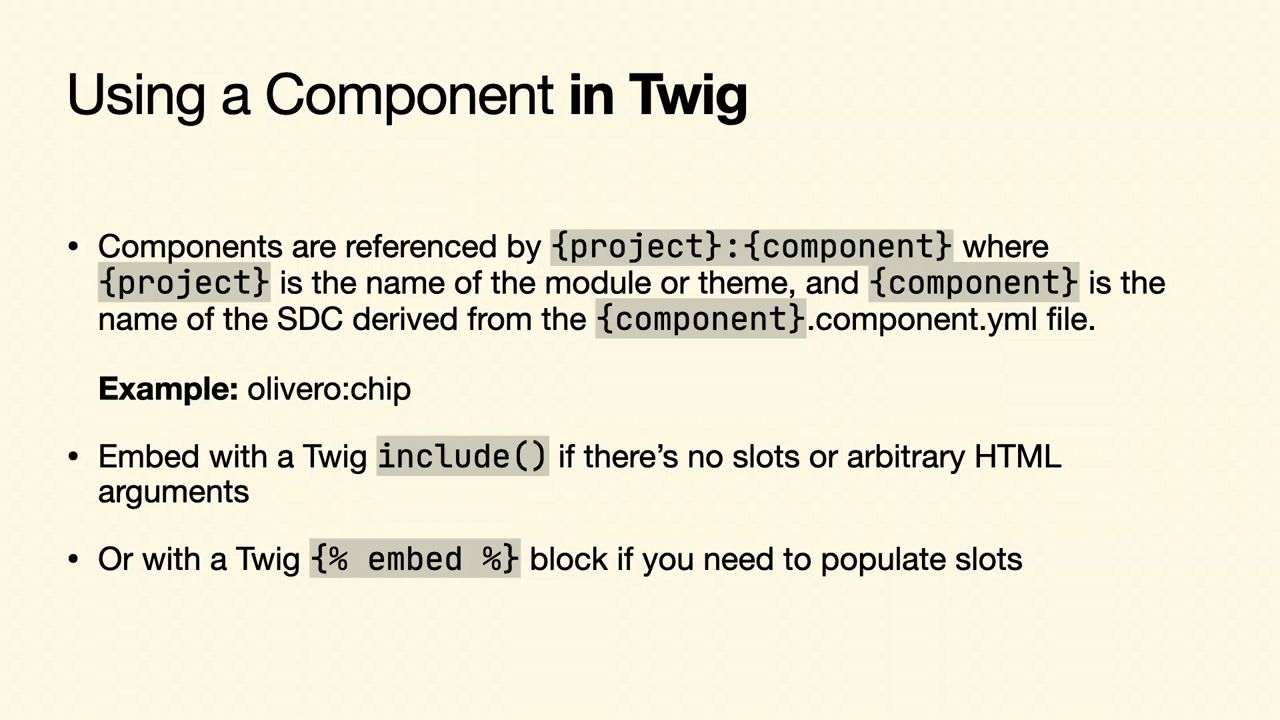 Using a Component in Twig
• Components are referenced by {project}:{component} where
{project} is the name of the module or theme, and {component} is the
name of the SDC derived from the {component}.component.yml file.
Example: olivero:chip
• Embed with a Twig include() if there’s no slots or arbitrary HTML
arguments
• Or with a Twig {% embed %} block if you need to populate slots